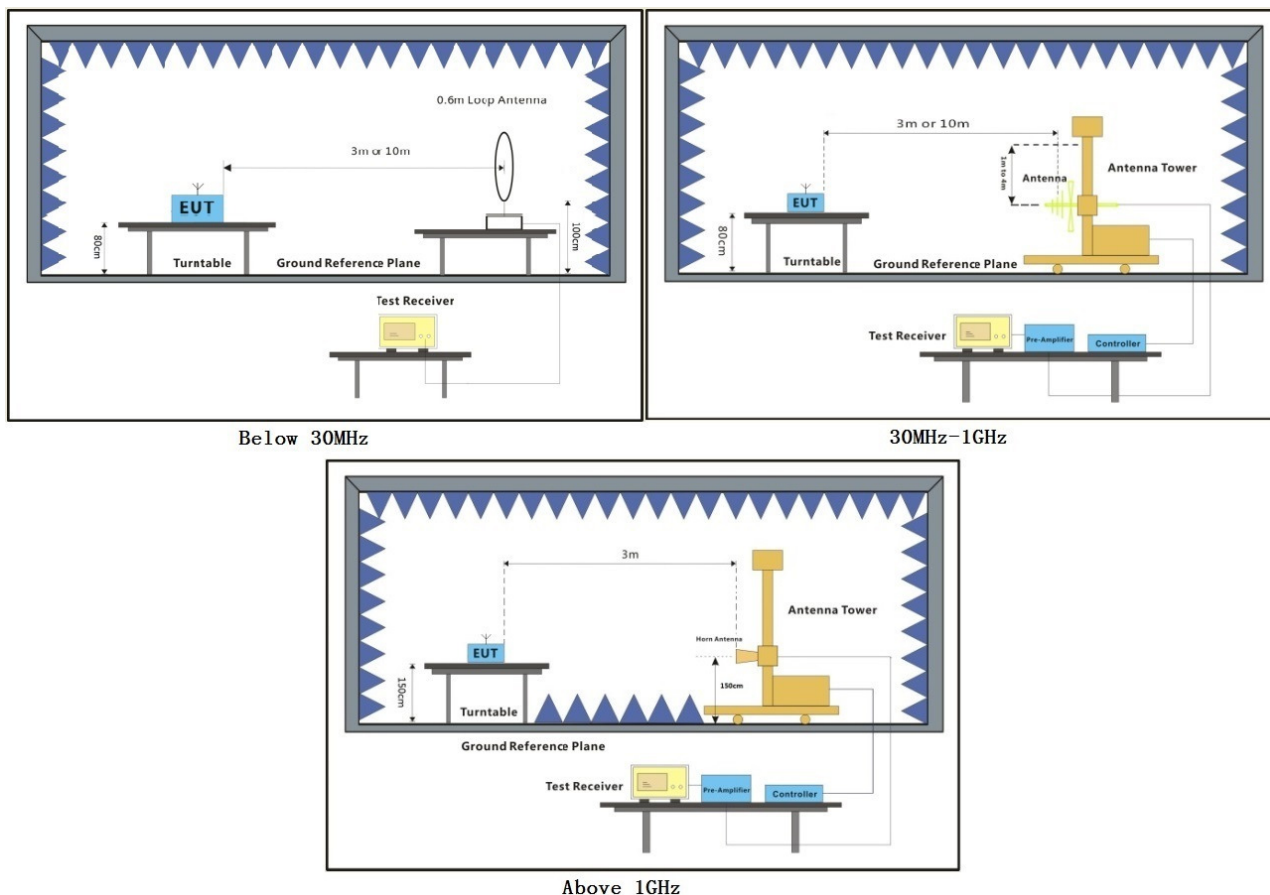 0.6m Loop Antenna
3m or 10m
EUT
80cm
100cm
Turntable
Ground Reference Plane
Test Receiver
Below 30MHz
3m or 10m
1m to 4m
Antenna
Antenna Tower
EUT
80cm
Turntable
Ground Reference Plane
Test Receiver
Pre-Amplifier
Controller
30MHz-1GHz
3m
Antenna Tower
Horn Antenna
EUT
150cm
150cm
Turntable
Ground Reference Plane
Test Receiver
Pre-Amplifier
Controller
Above 1GHz